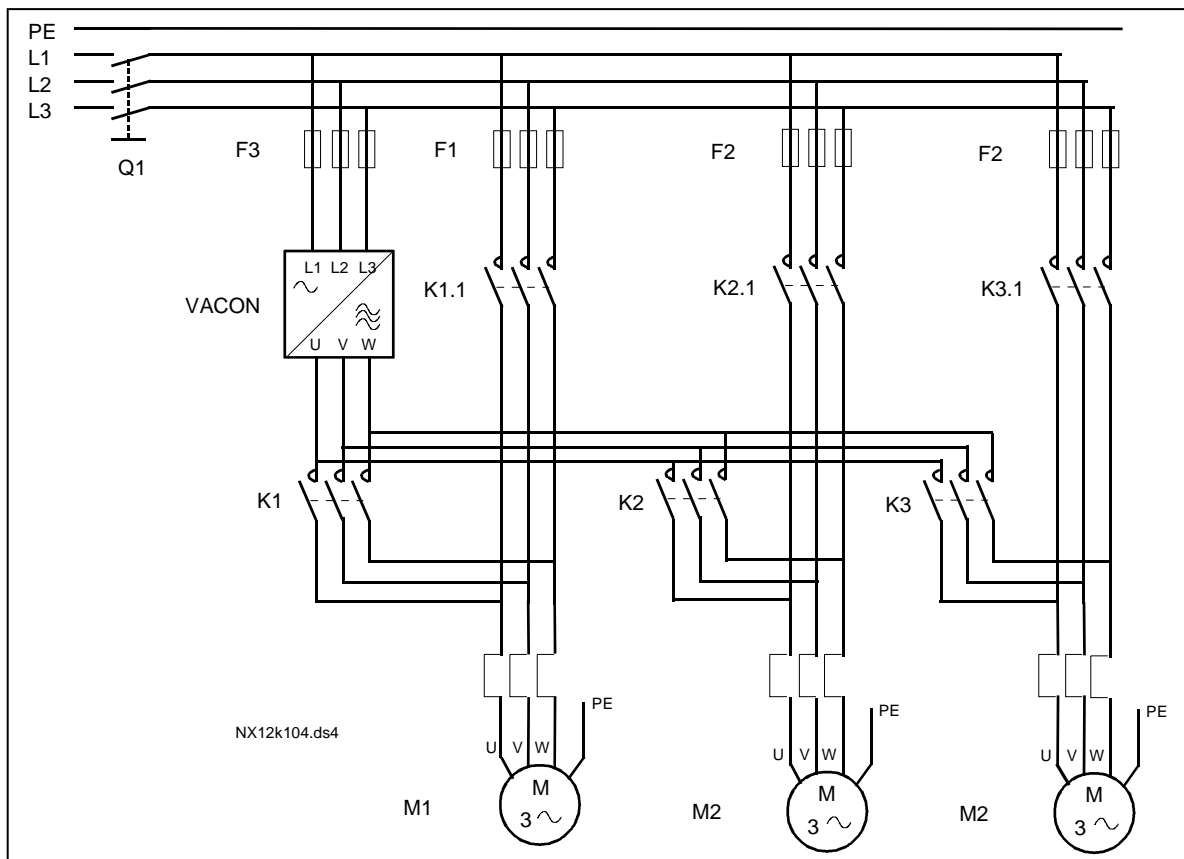 PE
L1
L2
L3
Q1
F3
F1
F2
F2
L1 L2 L3
VACON
U V W
K1.1
K2.1
K3.1
K1
K2
K3
NX12k104.ds4
PE
PE
PE
U V W
U V W
U V W
M
3
M
3
M
3
M1
M2
M2